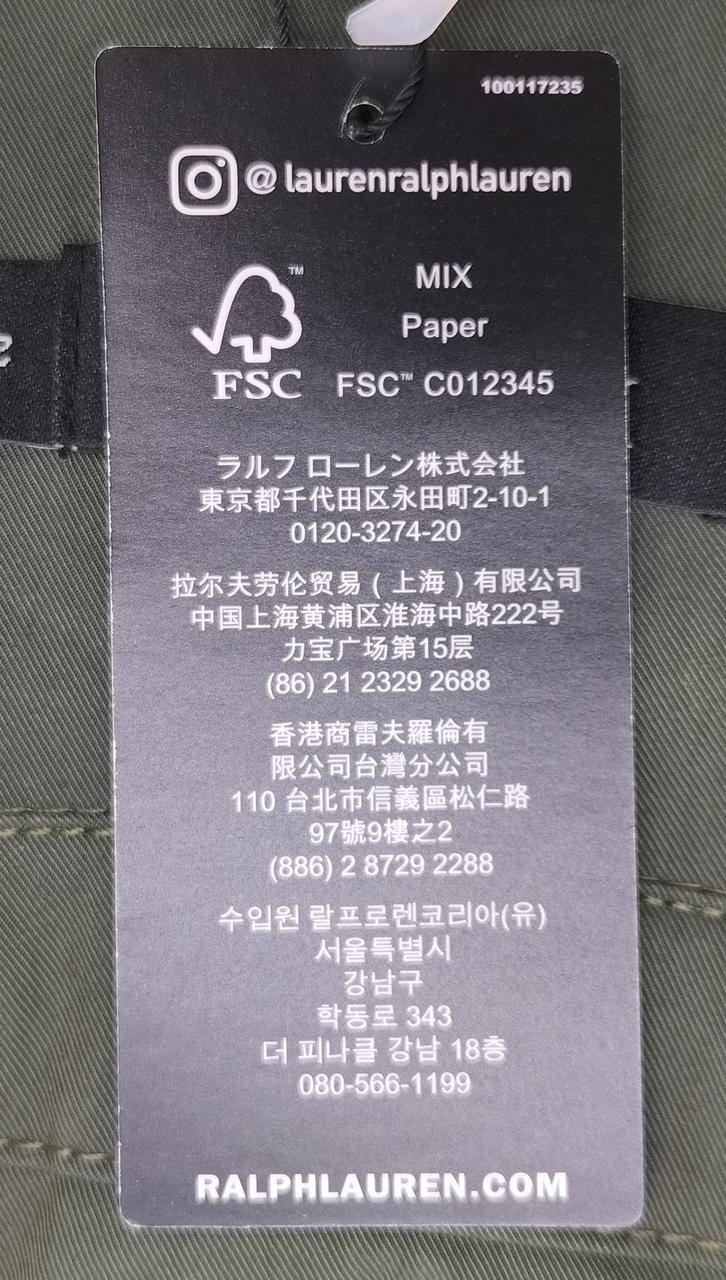 100117235
@laurenralphlauren
™
MIX
Paper
FSC FSC™ C012345
ラルフ ローレン株式会社
東京都千代田区永田町2-10-1
0120-3274-20
拉尔夫劳伦贸易(上海)有限公司
中国上海黄浦区淮海中路222号
力宝广场第15层
(86) 21 2329 2688
香港商雷夫羅倫有
限公司台灣分公司
110 台北市信義區松仁路
97號9樓之2
(886) 2 8729 2288
수입원 랄프로렌코리아(유)
서울특별시
강남구
학동로 343
더 피나클 강남 18층
080-566-1199
RALPHLAUREN.COM